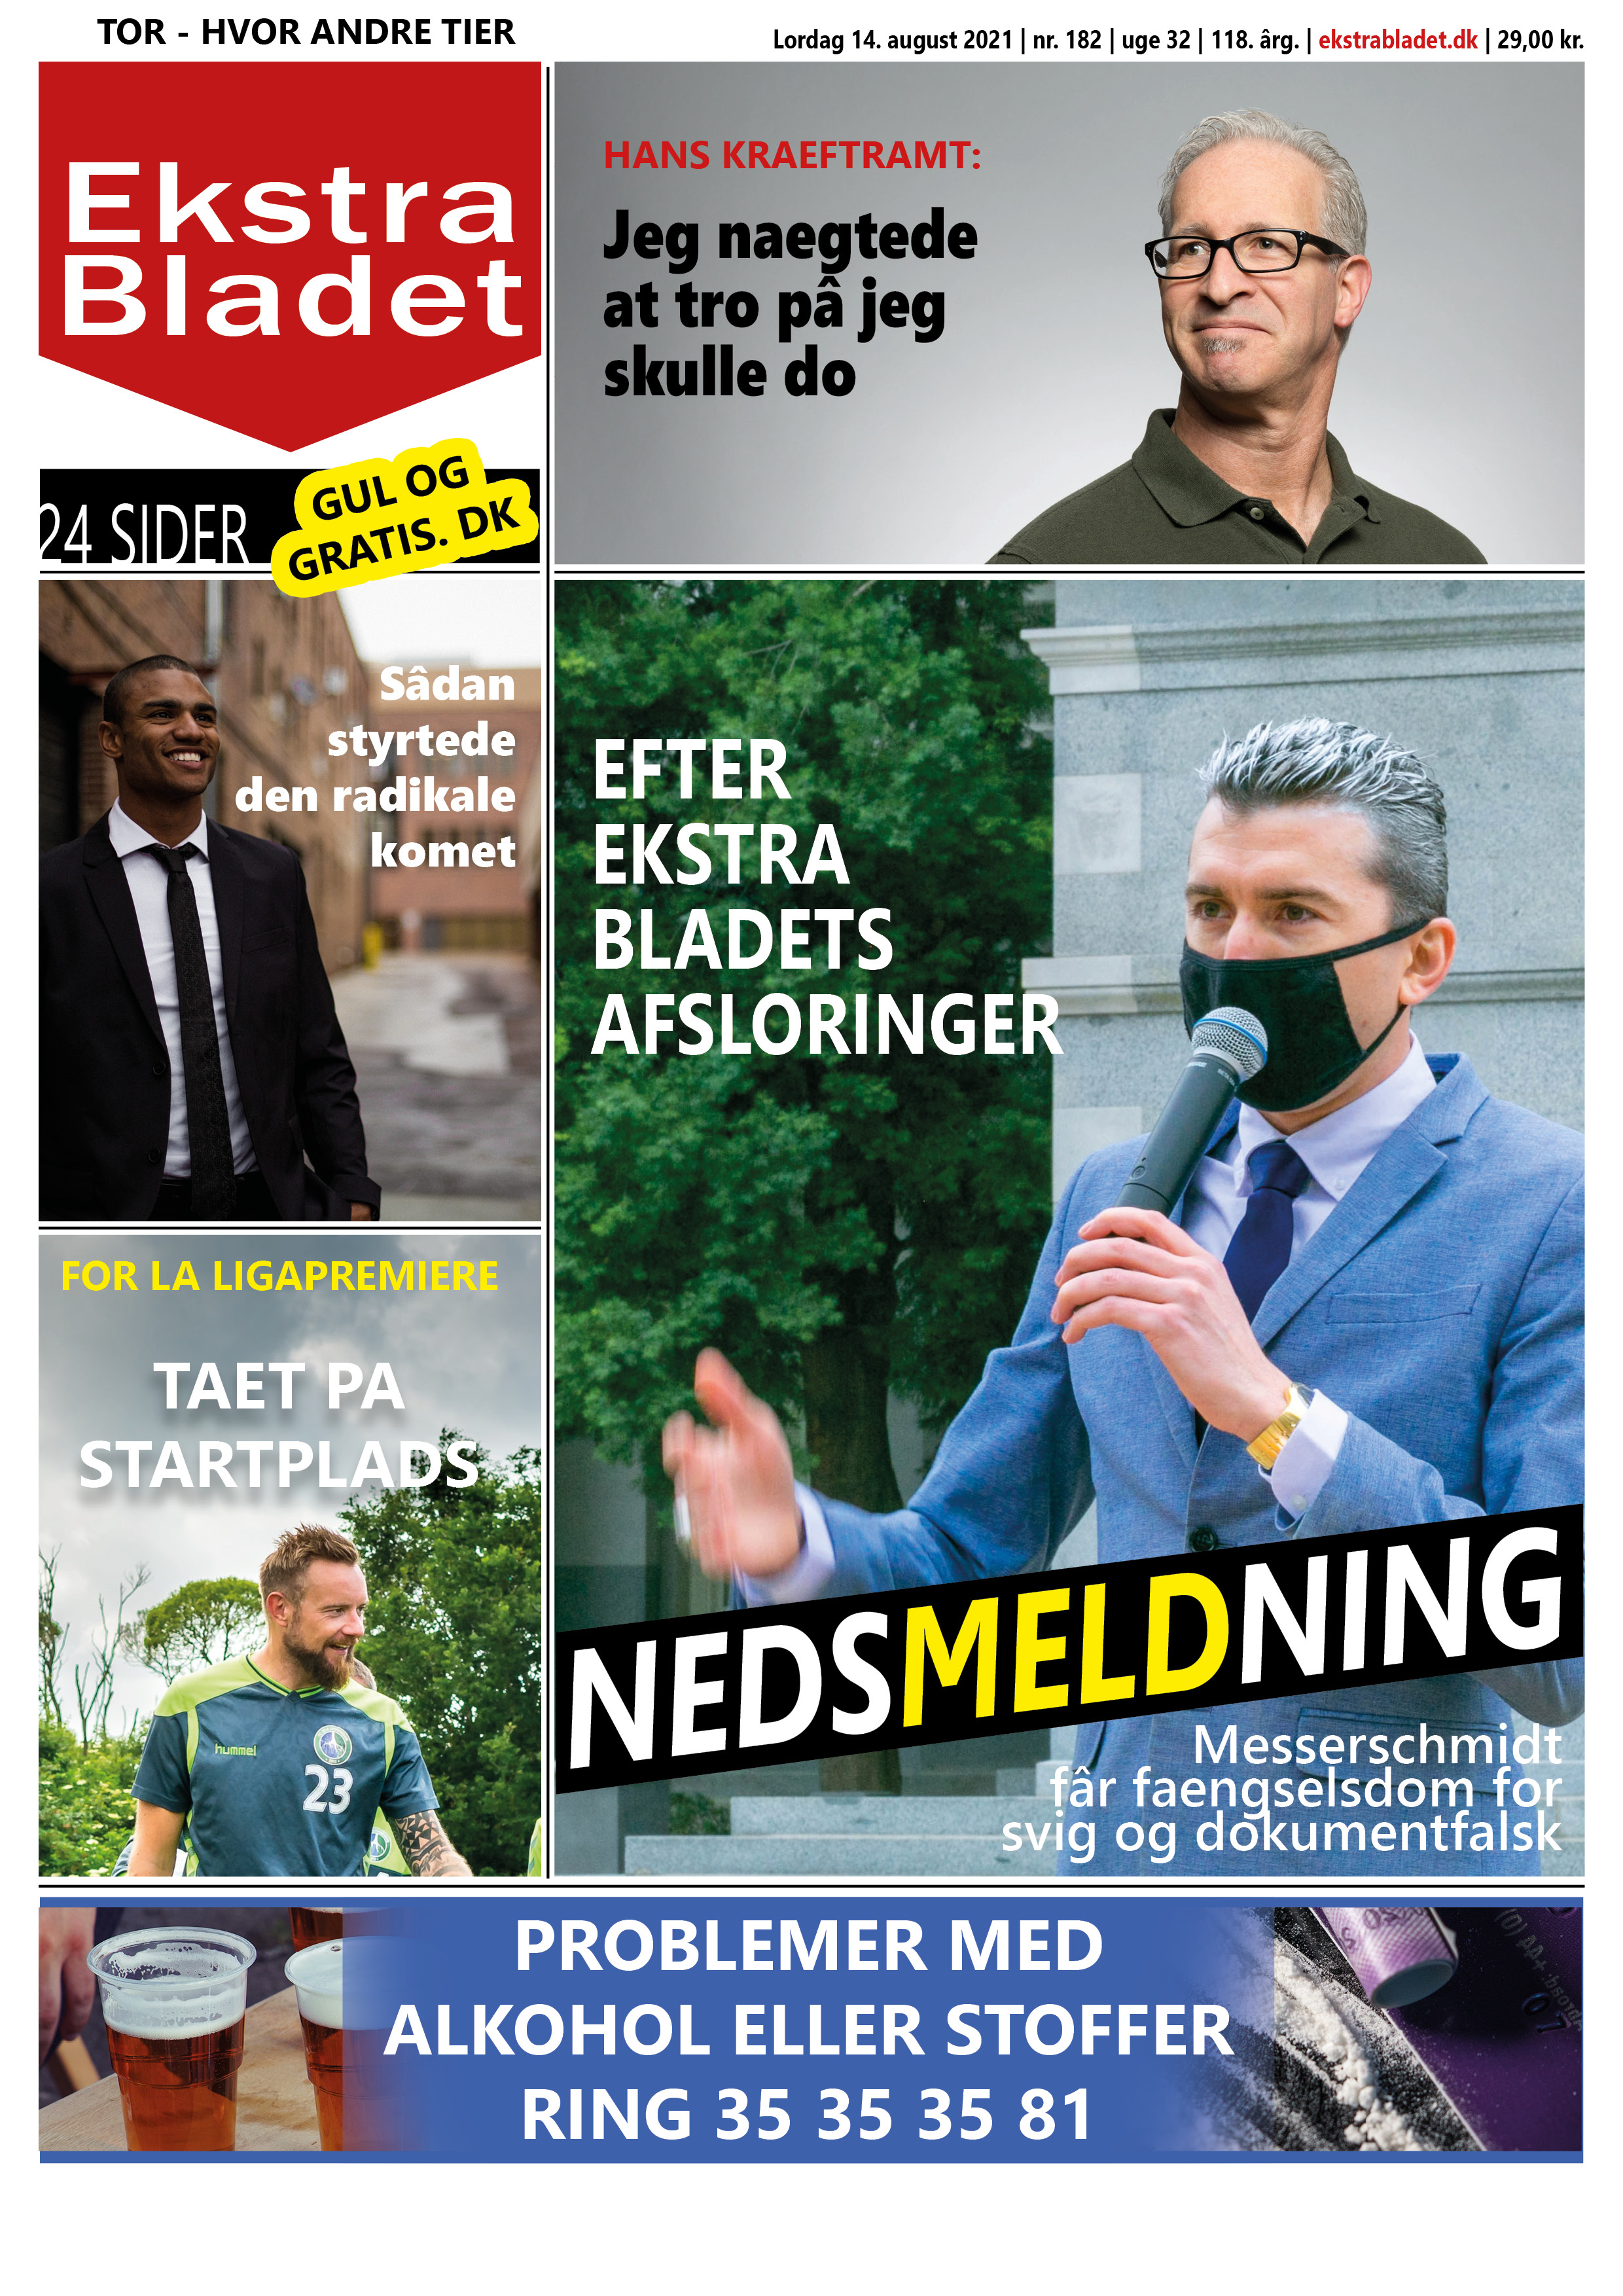 TOR - HVOR ANDRE TIER
Lordag 14. august 2021 | nr. 182 | uge 32 | 118. ârg. | ekstrabladet.dk | 29,00 kr.
Ekstra
Bladet
24 SIDER
GUL OG
GRATIS. DK
HANS KRAEFTRAMT:
Jeg naegtede
at tro pâ jeg
skulle do
Sâdan
styrtede
den radikale
komet
EFTER
EKSTRA
BLADETS
AFSLORINGER
NEDSMELDNING
Messerschmidt
fâr faengselsdom for
svig og dokumentfalsk
FOR LA LIGAPREMIERE
TAET PA
STARTPLADS
hummel
23
PROBLEMER MED
ALKOHOL ELLER STOFFER
RING 35 35 35 81